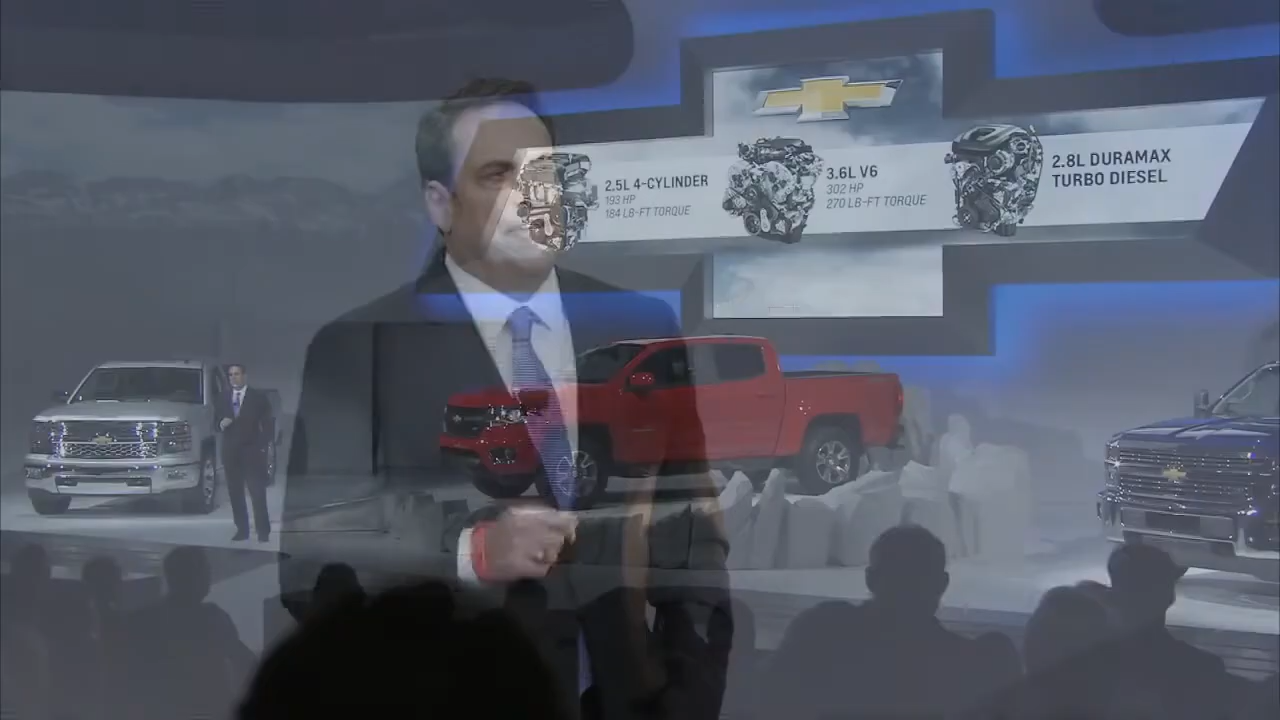 2.5L 4-CYLINDER
193 HP
184 LB-FT TORQUE
3.6L V6
302 HP
270 LB-FT TORQUE
2.8L DURAMAX
TURBO DIESEL